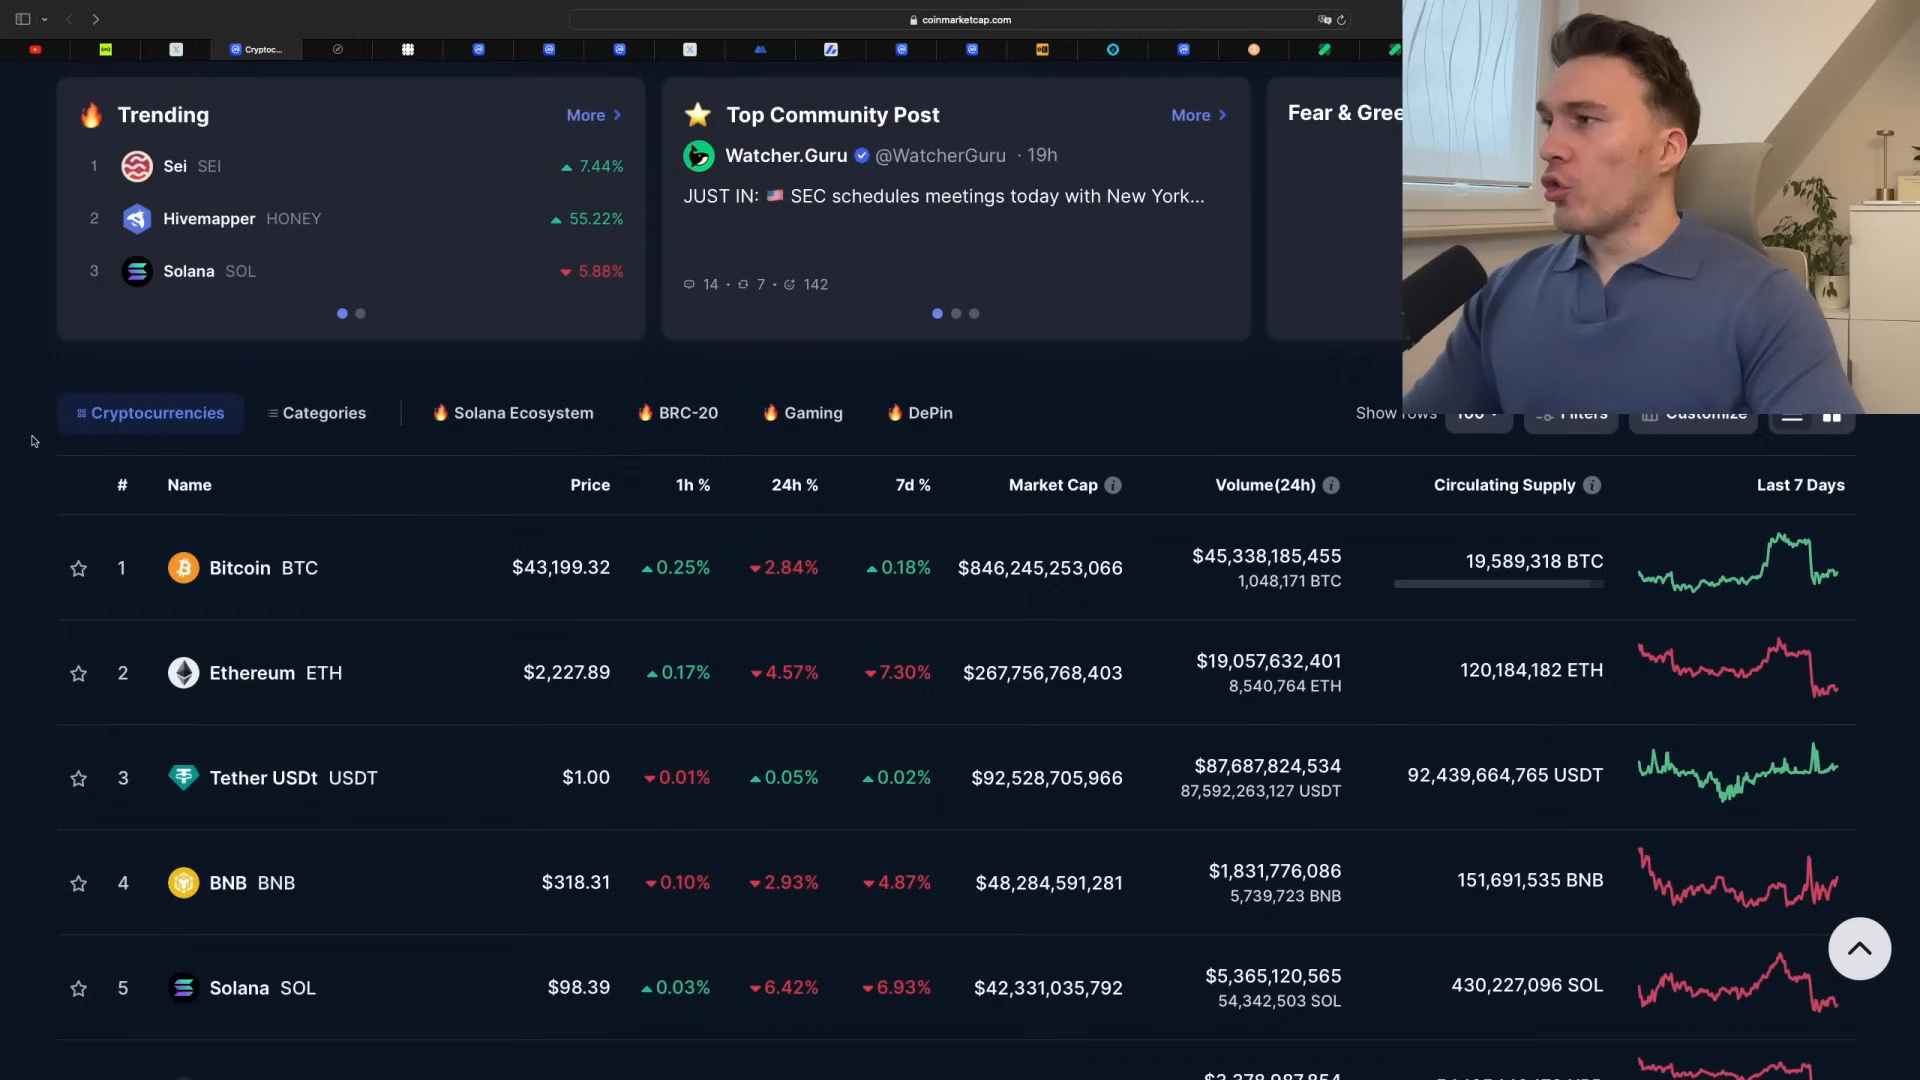 coinmarketcap.com
Cryptoc...
Trending
More
1 Sei SEI 7.44%
2 Hivemapper HONEY 55.22%
3 Solana SOL 5.88%
Top Community Post
More
Watcher.Guru @WatcherGuru · 19h
JUST IN: 🇺🇸 SEC schedules meetings today with New York...
14 · 7 · 142
Fear & Gree
Cryptocurrencies
Categories
Solana Ecosystem
BRC-20
Gaming
DePin
Show rows
100
Filters
Customize
# Name Price 1h % 24h % 7d % Market Cap Volume(24h) Circulating Supply Last 7 Days
1 Bitcoin BTC $43,199.32 0.25% 2.84% 0.18% $846,245,253,066 $45,338,185,455 19,589,318 BTC
1,048,171 BTC
2 Ethereum ETH $2,227.89 0.17% 4.57% 7.30% $267,756,768,403 $19,057,632,401 120,184,182 ETH
8,540,764 ETH
3 Tether USDt USDT $1.00 0.01% 0.05% 0.02% $92,528,705,966 $87,687,824,534 92,439,664,765 USDT
87,592,263,127 USDT
4 BNB BNB $318.31 0.10% 2.93% 4.87% $48,284,591,281 $1,831,776,086 151,691,535 BNB
5,739,723 BNB
5 Solana SOL $98.39 0.03% 6.42% 6.93% $42,331,035,792 $5,365,120,565 430,227,096 SOL
54,342,503 SOL